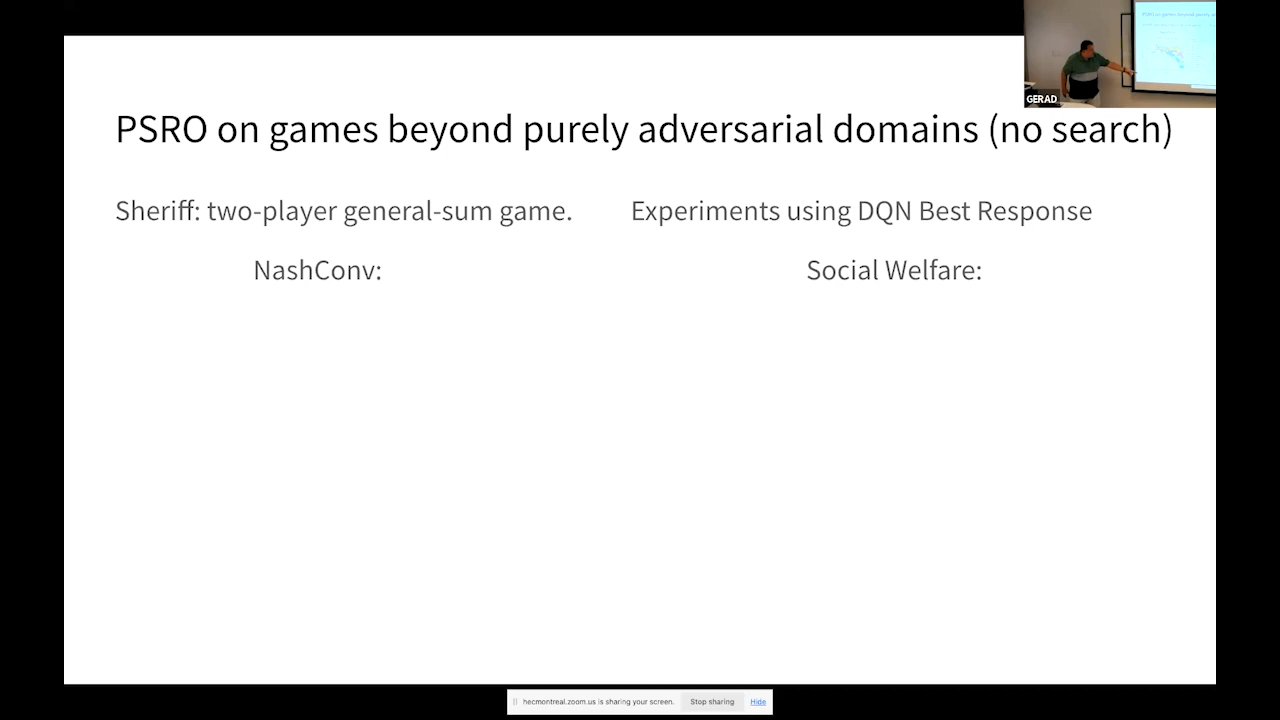 GERAD
PSRO on games beyond purely adversarial domains (no search)
Sheriff: two-player general-sum game.
Experiments using DQN Best Response
NashConv:
Social Welfare:
hecmontreal.zoom.us is sharing your screen.
Stop sharing
Hide